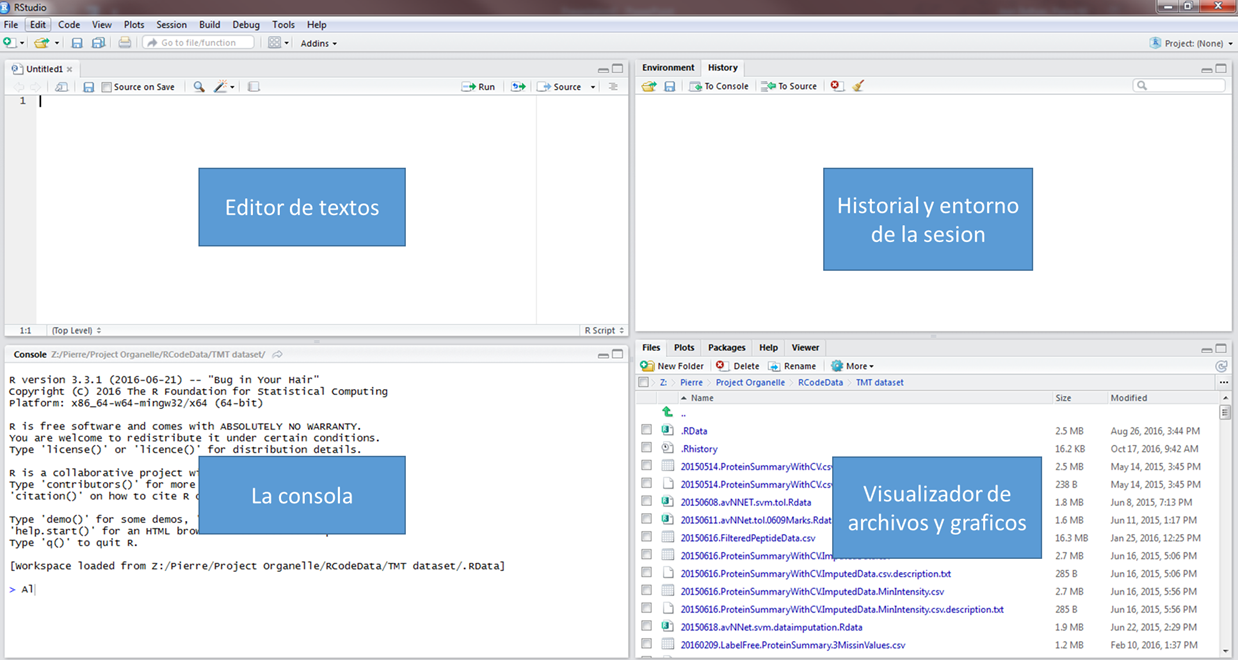 RStudio
File Edit Code View Plots Session Build Debug Tools Help
Go to file/function Addins Project: (None)
Untitled1
Source on Save Run Source
1
Editor de textos
1:1 (Top Level) R Script
Environment History
To Console To Source
Historial y entorno
de la sesion
Console Z:/Pierre/Project Organelle/RCodeData/TMT dataset/
R version 3.3.1 (2016-06-21) -- "Bug in Your Hair"
Copyright (C) 2016 The R Foundation for Statistical Computing
Platform: x86_64-w64-mingw32/x64 (64-bit)
R is free software and comes with ABSOLUTELY NO WARRANTY.
You are welcome to redistribute it under certain conditions.
Type 'license()' or 'licence()' for distribution details.
R is a collaborative project
Type 'contributors()' for more
'citation()' on how to cite R
Type 'demo()' for some demos,
'help.start()' for an HTML
Type 'q()' to quit R.
[Workspace loaded from Z:/Pierre/Project Organelle/RCodeData/TMT dataset/.RData]
> Al
La consola
Files Plots Packages Help Viewer
New Folder Delete Rename More
Z: Pierre Project Organelle RCodeData TMT dataset
Name Size Modified
..
.RData 2.5 MB Aug 26, 2016, 3:44 PM
.Rhistory 16.2 KB Oct 17, 2016, 9:42 AM
20150514.ProteinSummaryWithCV.csv 2.5 MB May 14, 2015, 3:45 PM
20150514.ProteinSummaryWithCV.csv 238 B May 14, 2015, 3:45 PM
20150608.avNNET.svm.tol.Rdata 1.8 MB Jun 8, 2015, 7:13 PM
20150611.avNNet.tol.0609Marks.Rdat 1.6 MB Jun 11, 2015, 1:17 PM
20150616.FilteredPeptideData.csv 16.3 MB Jan 25, 2016, 12:25 PM
20150616.ProteinSummaryWithCV.ImputedData.csv 2.7 MB Jun 16, 2015, 5:06 PM
20150616.ProteinSummaryWithCV.ImputedData.csv.description.txt 285 B Jun 16, 2015, 5:06 PM
20150616.ProteinSummaryWithCV.ImputedData.MinIntensity.csv 2.7 MB Jun 16, 2015, 5:56 PM
20150616.ProteinSummaryWithCV.ImputedData.MinIntensity.csv.description.txt 285 B Jun 16, 2015, 5:56 PM
20150618.avNNet.svm.dataimputation.Rdata 1.9 MB Jun 22, 2015, 2:29 PM
20160209.LabelFree.ProteinSummary.3MissinValues.csv 1.2 MB Feb 10, 2016, 1:37 PM
Visualizador de
archivos y graficos